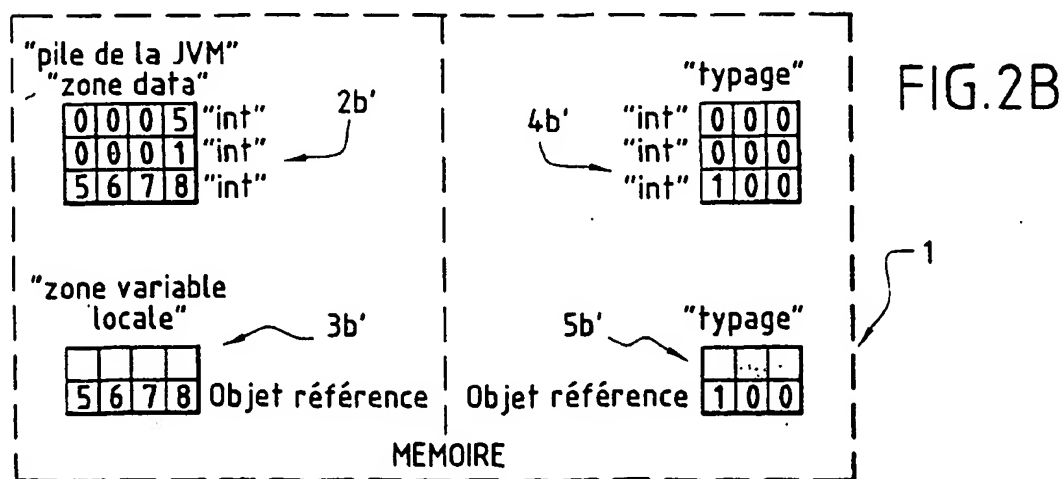 "pile de la JVM"
"zone data"
0 0 0 5 "int"
0 0 0 1 "int"
5 6 7 8 "int"
2b'
"typage"
"int" 0 0 0
"int" 0 0 0
"int" 1 0 0
4b'
FIG.2B
1
"zone variable
locale"
3b'
5 6 7 8 Objet référence
"typage"
5b'
Objet référence 1 0 0
MEMOIRE